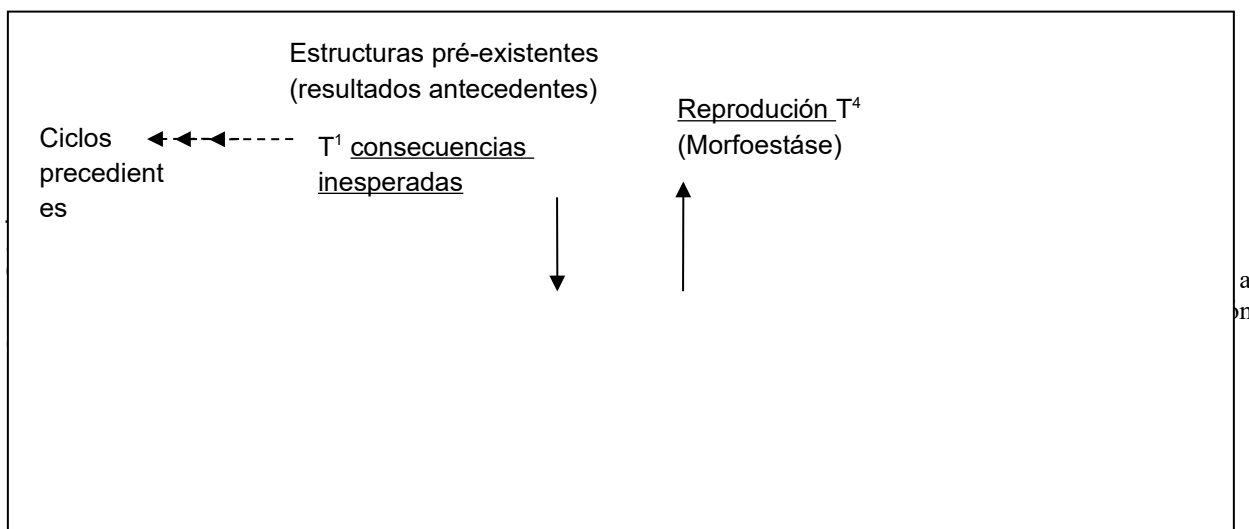 Estructuras pré-existentes
(resultados antecedentes)
Reprodución T⁴
(Morfoestáse)
Ciclos
precedient
es
T¹ consecuencias
inesperadas
a